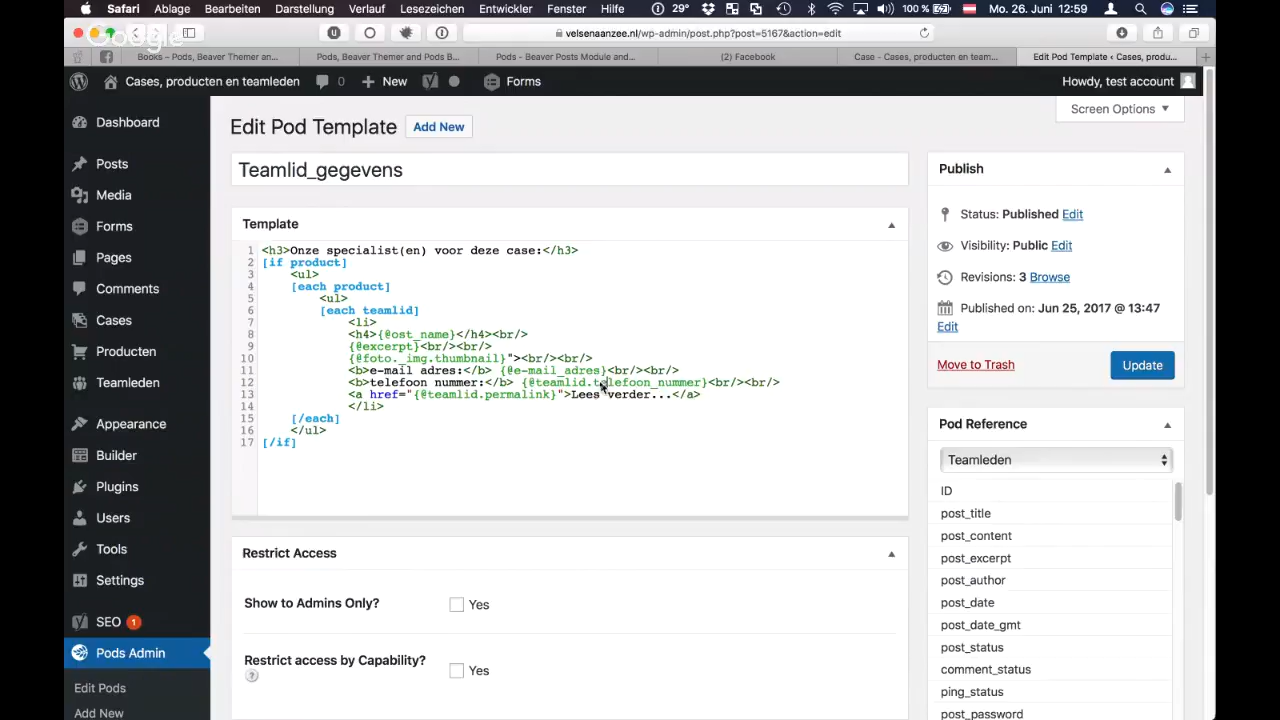 Safari Ablage Bearbeiten Darstellung Verlauf Lesezeichen Entwickler Fenster Hilfe 29° 100 % Mo. 26. Juni 12:59
Google
velsenaanzee.nl/wp-admin/post.php?post=5167&action=edit
Books – Pods, Beaver Themer an... Pods, Beaver Themer and Pods B... Pods - Beaver Posts Module and... (2) Facebook Case - Cases, producten en team... Edit Pod Template ‹ Cases, produ...
Cases, producten en teamleden 0 New Forms Howdy, test account
Screen Options
Dashboard
Posts
Media
Forms
Pages
Comments
Cases
Producten
Teamleden
Appearance
Builder
Plugins
Users
Tools
Settings
SEO 1
Pods Admin
Edit Pods
Add New
Edit Pod Template Add New
Teamlid_gegevens
Template
1 <h3>Onze specialist(en) voor deze case:</h3>
2 [if product]
3 <ul>
4 [each product]
5 <ul>
6 [each teamlid]
7 <li>
8 <h4>{@ost_name}</h4><br/>
9 {@excerpt}<br/><br/>
10 {@foto._img.thumbnail}"><br/><br/>
11 <b>e-mail adres:</b> {@e-mail_adres}<br/><br/>
12 <b>telefoon nummer:</b> {@teamlid.telefoon_nummer}<br/><br/>
13 <a href="{@teamlid.permalink}">Lees verder...</a>
14 </li>
15 [/each]
16 </ul>
17 [/if]
Restrict Access
Show to Admins Only? Yes
Restrict access by Capability? Yes
?
Publish
Status: Published Edit
Visibility: Public Edit
Revisions: 3 Browse
Published on: Jun 25, 2017 @ 13:47
Edit
Move to Trash Update
Pod Reference
Teamleden
ID
post_title
post_content
post_excerpt
post_author
post_date
post_date_gmt
post_status
comment_status
ping_status
post_password